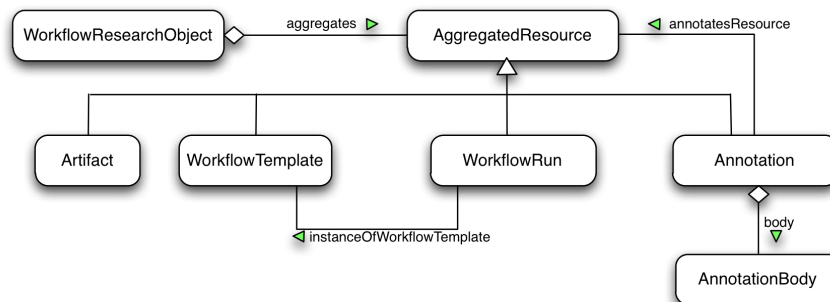 aggregates
annotatesResource
WorkflowResearchObject
AggregatedResource
Artifact
WorkflowTemplate
WorkflowRun
Annotation
body
instanceOfWorkflowTemplate
AnnotationBody